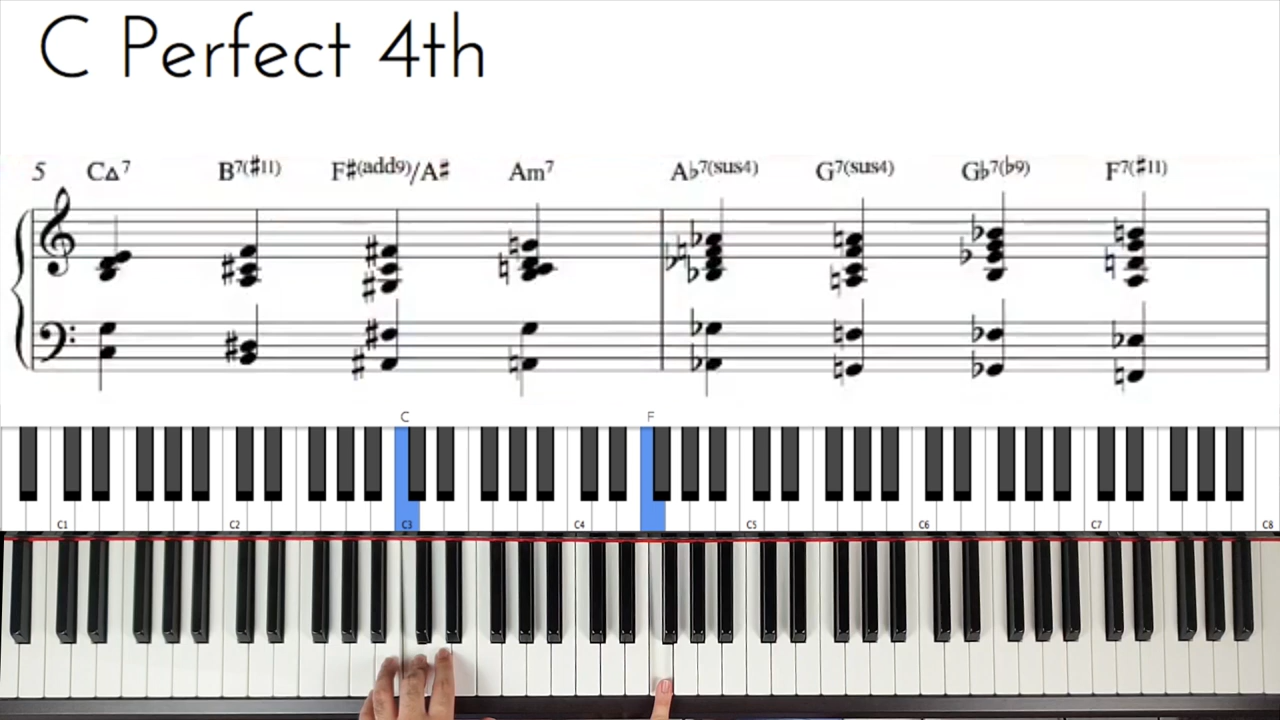 C Perfect 4th
5 C△7 B7(♯11) F♯(add9)/A♯ Am7 A♭7(sus4) G7(sus4) G♭7(♭9) F7(♯11)
C F
C1 C2 C3 C4 C5 C6 C7 C8